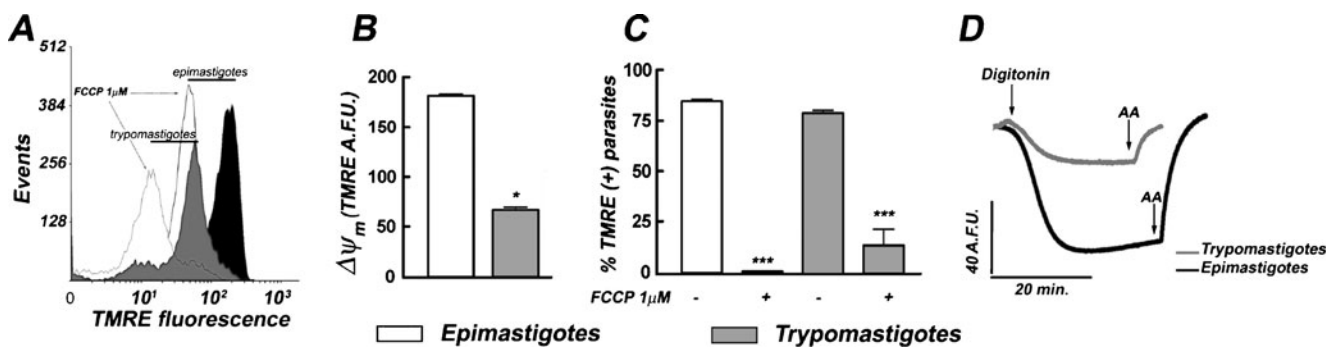 A
512
384
256
128
Events
epimastigotes
FCCP 1μM
trypomastigotes
0 10¹ 10² 10³
TMRE fluorescence
B
200
150
100
50
0
ΔΨm (TMRE A.F.U.)
*
C
100
75
50
25
0
% TMRE (+) parasites
*** ***
FCCP 1μM - + - +
D
Digitonin
AA
AA
40 A.F.U.
20 min.
Trypomastigotes
Epimastigotes
Epimastigotes Trypomastigotes